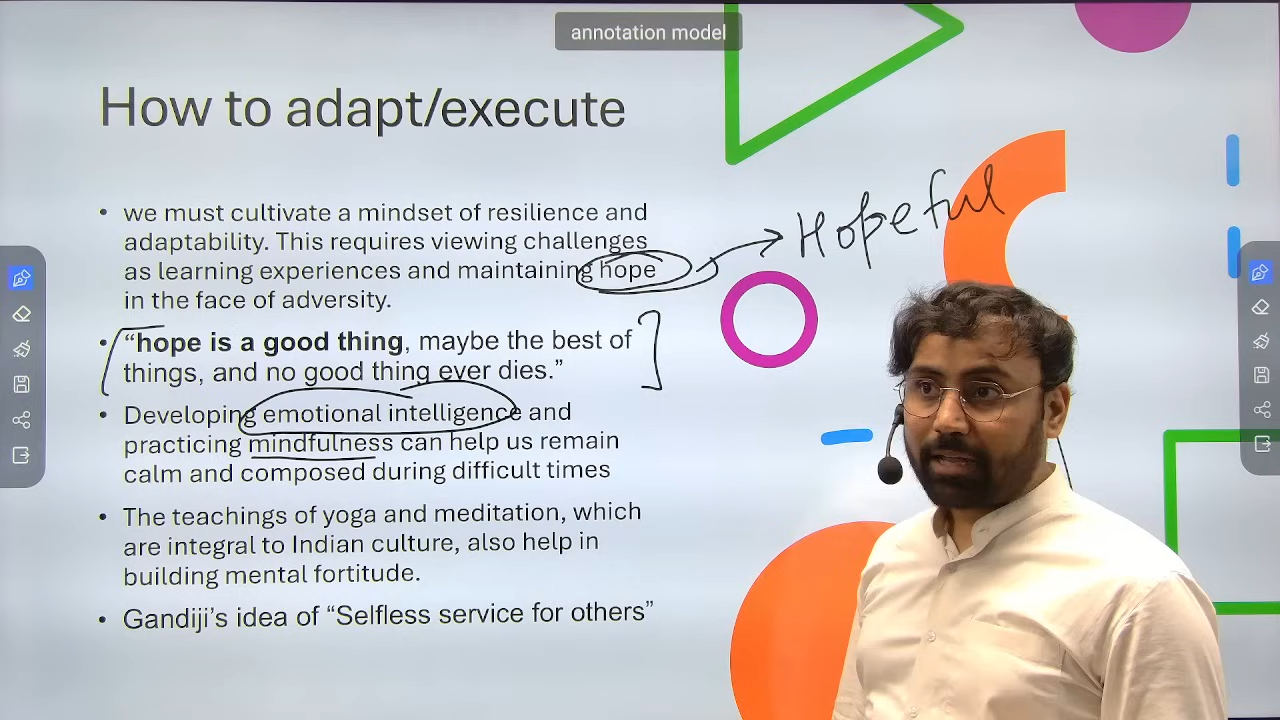 annotation model
How to adapt/execute
• we must cultivate a mindset of resilience and
adaptability. This requires viewing challenges
as learning experiences and maintaining hope
in the face of adversity.
Hopeful
• “hope is a good thing, maybe the best of
things, and no good thing ever dies.”
• Developing emotional intelligence and
practicing mindfulness can help us remain
calm and composed during difficult times
• The teachings of yoga and meditation, which
are integral to Indian culture, also help in
building mental fortitude.
• Gandiji’s idea of “Selfless service for others”